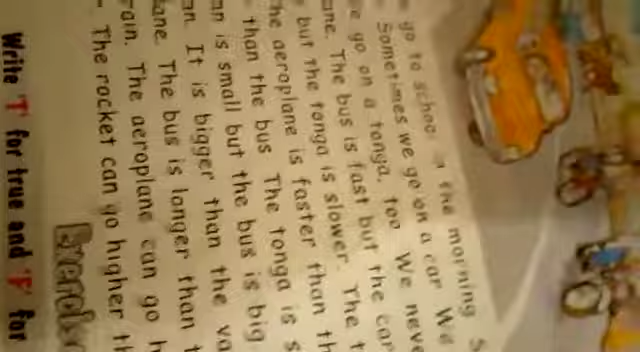 go to school in the morning S
Sometimes we go on a car We
e go on a tonga, too We neve
ane. The bus is fast but the car
but the tonga is slower. The t
he aeroplane is faster than th
than the bus The tonga is s
an is small but the bus is big
an. It is bigger than the va
lane. The bus is longer than t
rain. The aeroplane can go h
The rocket can go higher th
Exerci
Write 'T' for true and 'F' for